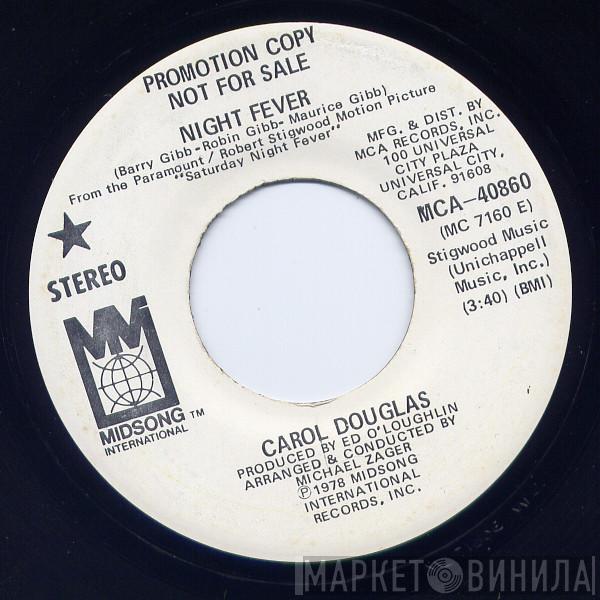 PROMOTION COPY
NOT FOR SALE
NIGHT FEVER
(Barry Gibb-Robin Gibb-Maurice Gibb)
From the Paramount/Robert Stigwood Motion Picture
"Saturday Night Fever"
MFG. & DIST. BY
MCA RECORDS, INC.
100 UNIVERSAL
CITY PLAZA
UNIVERSAL CITY,
CALIF. 91608
MCA-40860
(MC 7160 E)
Stigwood Music
(Unichappell
Music, Inc.)
(3:40) (BMI)
STEREO
MIDSONG TM
INTERNATIONAL
CAROL DOUGLAS
PRODUCED BY ED O'LOUGHLIN
ARRANGED & CONDUCTED BY
MICHAEL ZAGER
Ⓟ1978 MIDSONG
INTERNATIONAL
RECORDS, INC.
МАРКЕТ ВИНИЛА